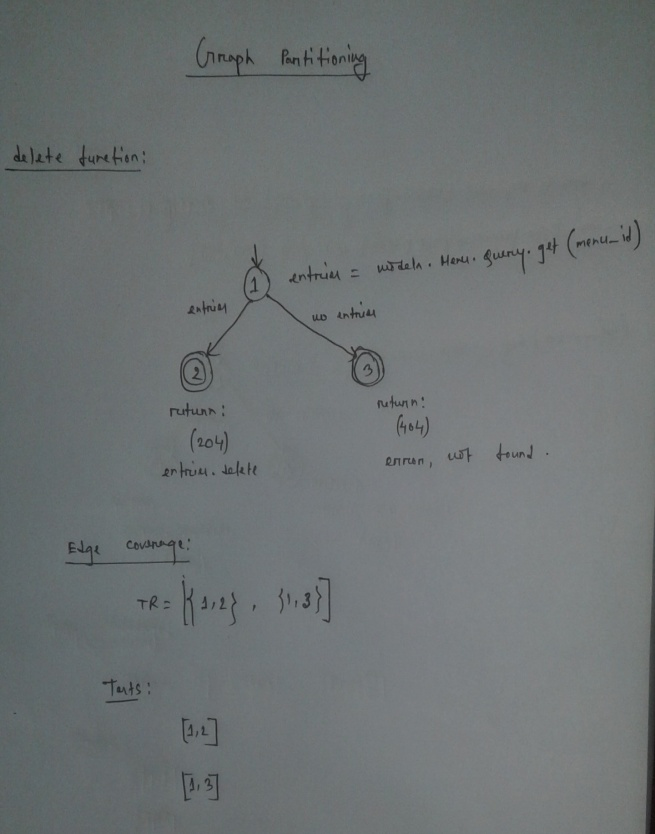 Graph Partitioning
delete function:
entries = models. Menu. Query. get (menu_id)
1
entries
no entries
2
3
return:
(204)
entries. delete
return:
(404)
error, not found.
Edge coverage:
TR = [{1,2}, {1,3}]
Tests:
[1,2]
[1,3]